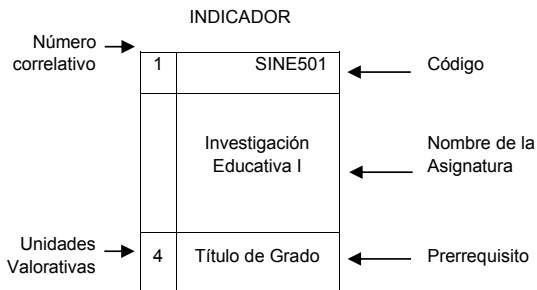 INDICADOR
Número
correlativo
1
SINE501
Código
Investigación
Educativa I
Nombre de la
Asignatura
Unidades
Valorativas
4
Título de Grado
Prerrequisito